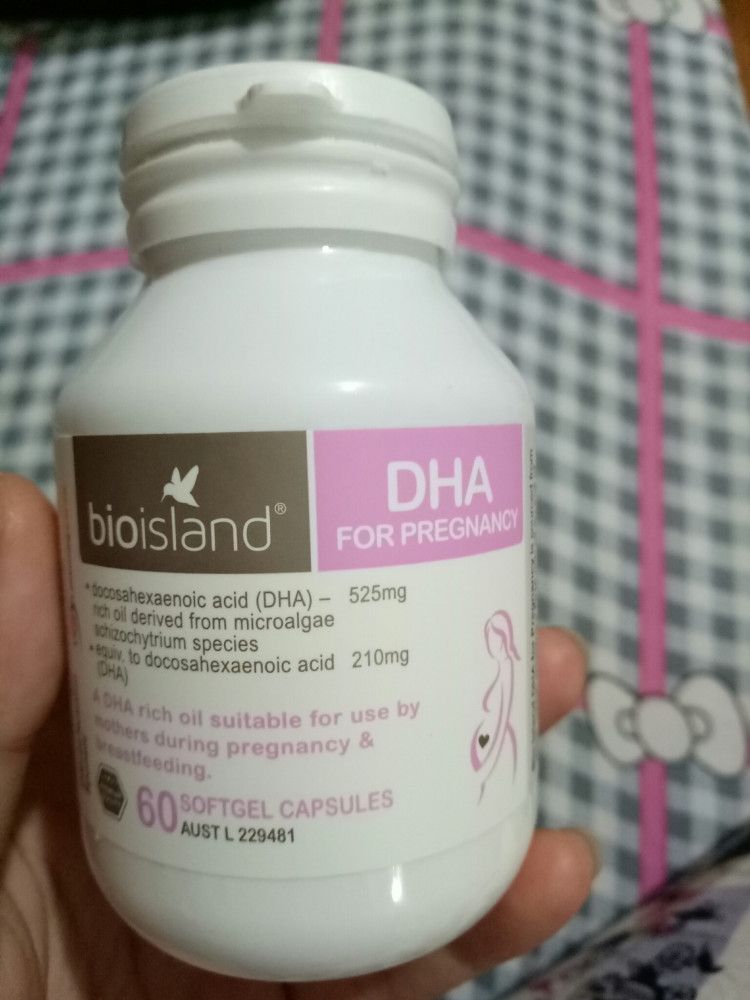 bioisland®
DHA
FOR PREGNANCY
* docosahexaenoic acid (DHA) – 525mg
rich oil derived from microalgae
schizochytrium species
* equiv. to docosahexaenoic acid 210mg
(DHA)
A DHA rich oil suitable for use by
mothers during pregnancy &
breastfeeding.
60 SOFTGEL CAPSULES
AUST L 229481